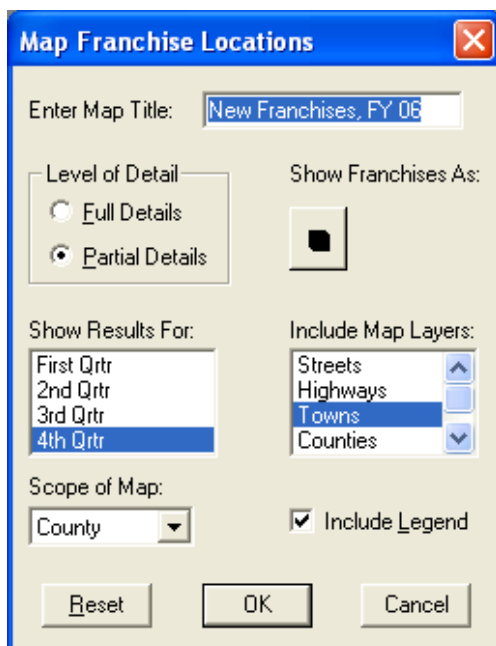 Map Franchise Locations
Enter Map Title: New Franchises, FY 06
Level of Detail
Full Details
Partial Details
Show Franchises As:
Show Results For:
First Qrtr
2nd Qrtr
3rd Qrtr
4th Qrtr
Include Map Layers:
Streets
Highways
Towns
Counties
Scope of Map:
County
Include Legend
Reset OK Cancel